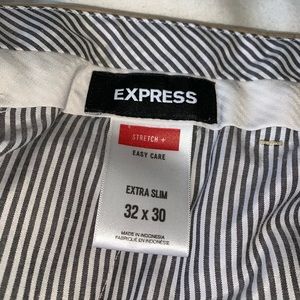 EXPRESS
STRETCH +
EASY CARE
EXTRA SLIM
32 x 30
MADE IN INDONESIA
FABRIQUÉ EN INDONÉSIE